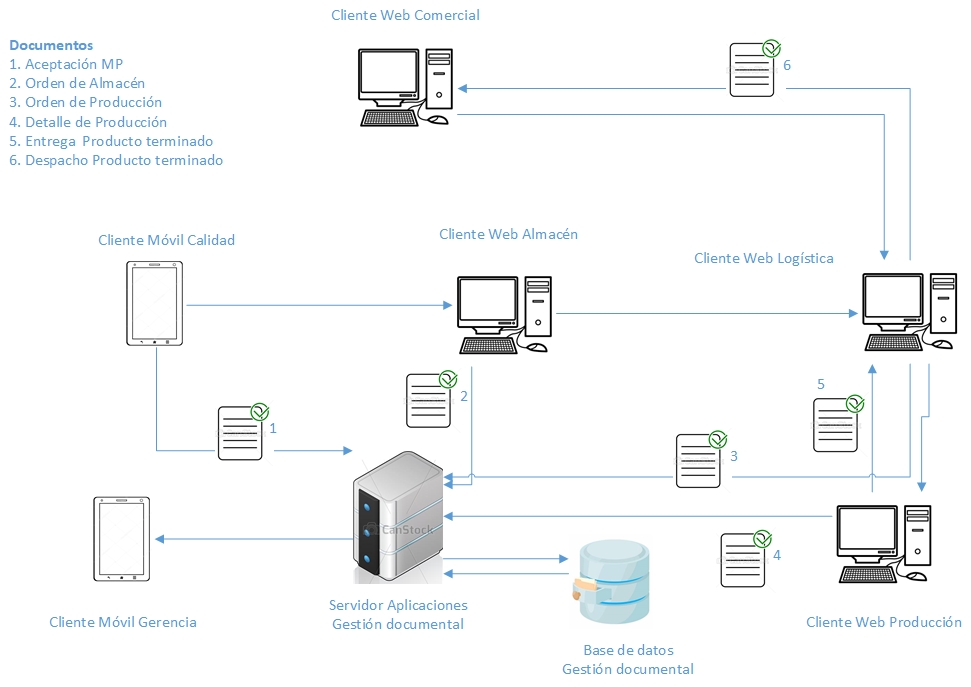 Cliente Web Comercial
Documentos
1. Aceptación MP
2. Orden de Almacén
3. Orden de Producción
4. Detalle de Producción
5. Entrega Producto terminado
6. Despacho Producto terminado
6
Cliente Móvil Calidad
Cliente Web Almacén
Cliente Web Logística
1
2
3
5
4
CanStock
Cliente Móvil Gerencia
Servidor Aplicaciones
Gestión documental
Cliente Web Producción
Base de datos
Gestión documental